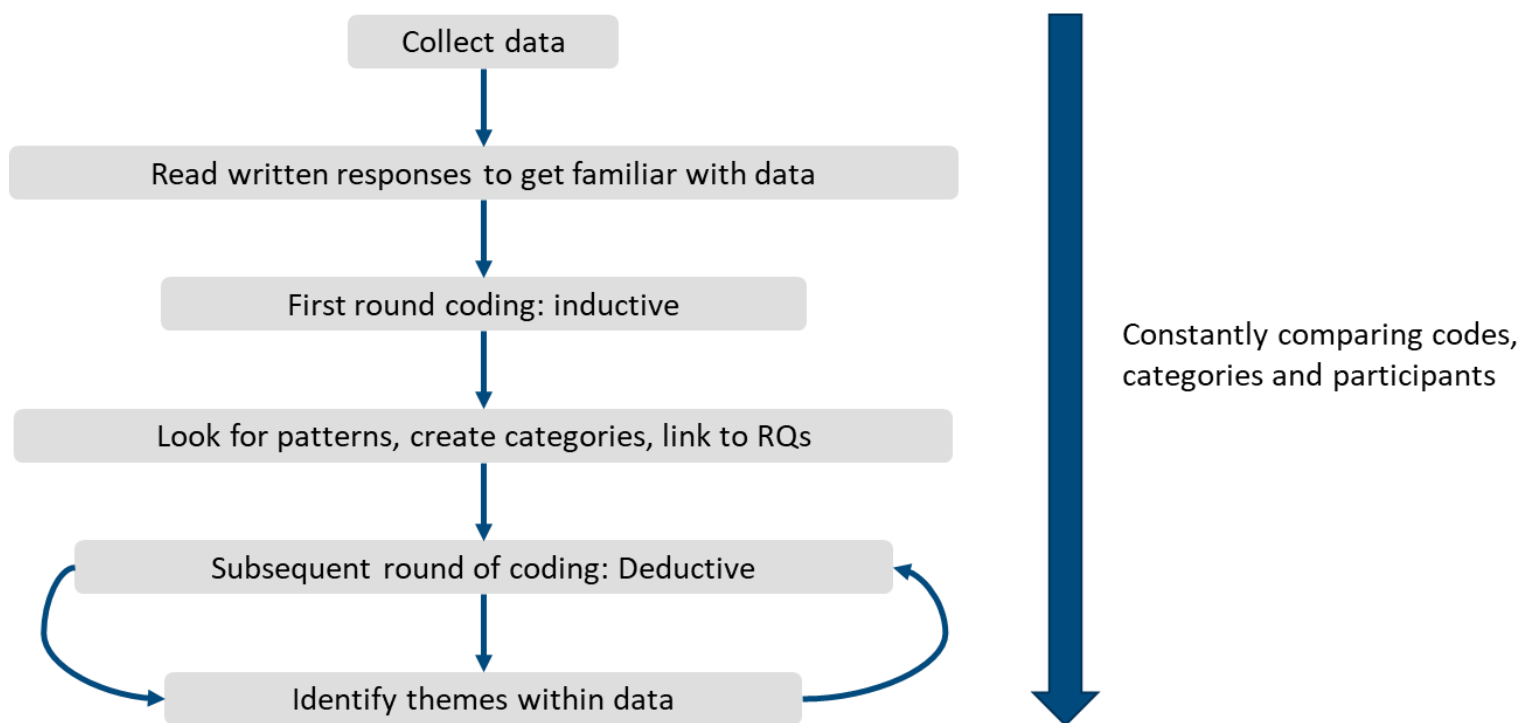 Collect data
Read written responses to get familiar with data
First round coding: inductive
Look for patterns, create categories, link to RQs
Subsequent round of coding: Deductive
Identify themes within data
Constantly comparing codes,
categories and participants